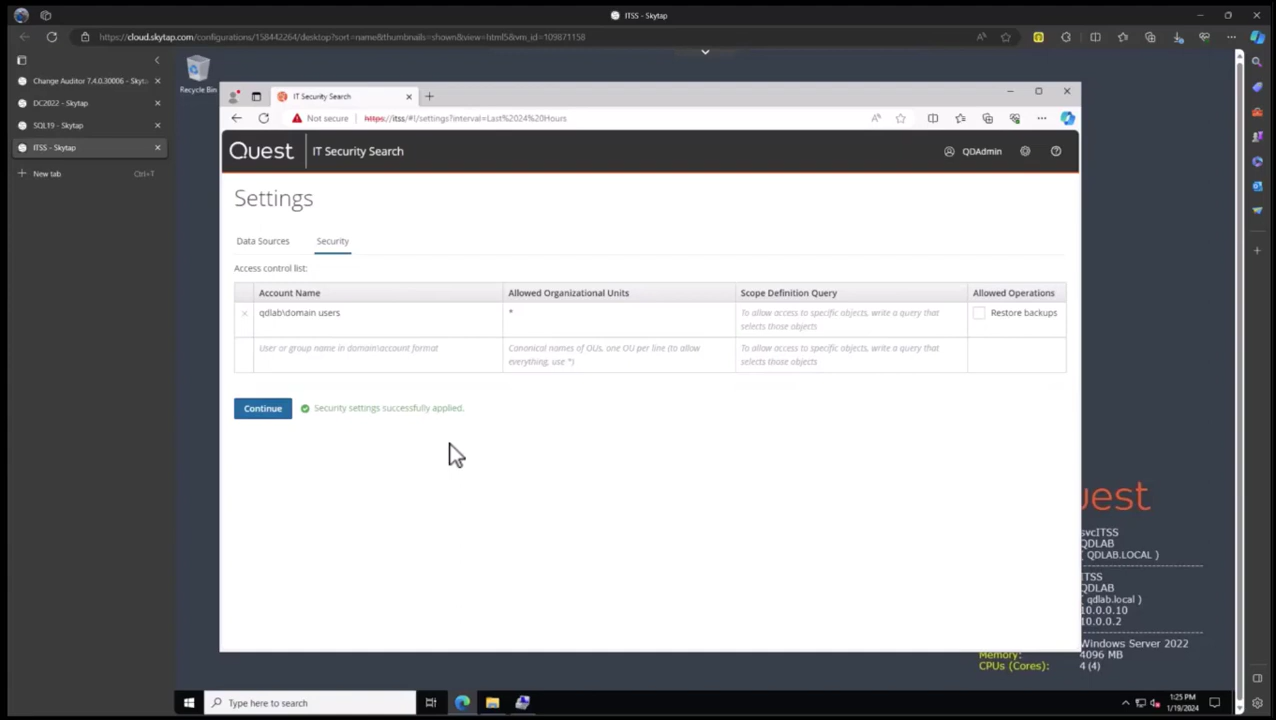 ITSS - Skytap
https://cloud.skytap.com/configurations/158442264/desktop?sort=name&thumbnails=shown&view=html5&vm_id=109871158
Change Auditor 7.4.0.30006 - Skyta
DC2022 - Skytap
SQL19 - Skytap
ITSS - Skytap
New tab
Ctrl+T
Recycle Bin
IT Security Search
Not secure
https://itss/#!/settings?interval=Last%2024%20Hours
Quest
IT Security Search
QDAdmin
Settings
Data Sources
Security
Access control list:
Account Name
Allowed Organizational Units
Scope Definition Query
Allowed Operations
qdlab\domain users
*
To allow access to specific objects, write a query that
selects those objects
Restore backups
User or group name in domain\account format
Canonical names of OUs, one OU per line (to allow
everything, use *)
To allow access to specific objects, write a query that
selects those objects
Continue
Security settings successfully applied.
uest
svcITSS
QDLAB
( QDLAB.LOCAL )
ITSS
QDLAB
( qdlab.local )
10.0.0.10
10.0.0.2
Windows Server 2022
Memory:
4096 MB
CPUs (Cores):
4 (4)
Type here to search
1:25 PM
1/19/2024